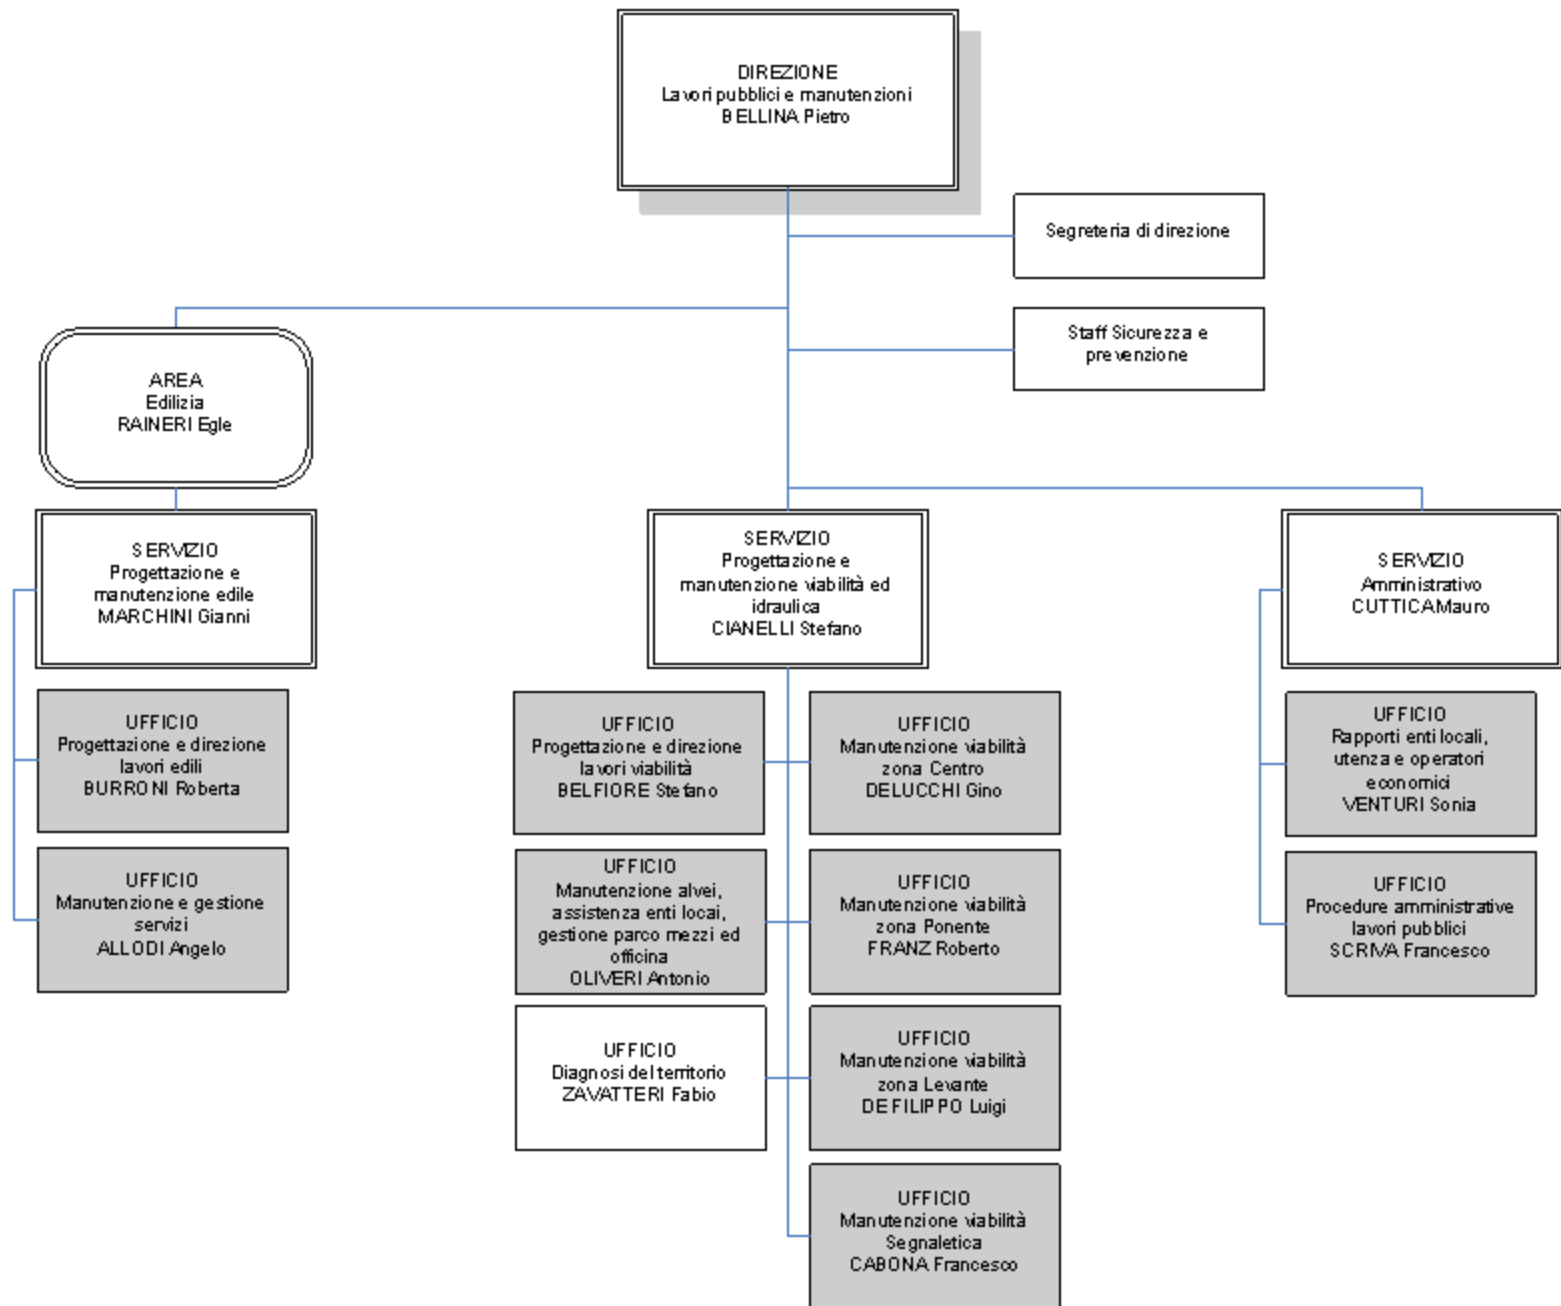 DIREZIONE
Lavori pubblici e manutenzioni
BELLINA Pietro
Segreteria di direzione
Staff Sicurezza e
prevenzione
AREA
Edilizia
RAINERI Egle
SERVIZIO
Progettazione e
manutenzione edile
MARCHINI Gianni
UFFICIO
Progettazione e direzione
lavori edili
BURRONI Roberta
UFFICIO
Manutenzione e gestione
servizi
ALLODI Angelo
SERVIZIO
Progettazione e
manutenzione viabilità ed
idraulica
CIANELLI Stefano
UFFICIO
Progettazione e direzione
lavori viabilità
BELFIORE Stefano
UFFICIO
Manutenzione alvei,
assistenza enti locai,
gestione parco mezzi ed
officina
OLIVERI Antonio
UFFICIO
Diagnosi del territorio
ZAVATTERI Fabio
UFFICIO
Manutenzione viabilità
zona Centro
DELUCCHI Gino
UFFICIO
Manutenzione viabilità
zona Ponente
FRANZ Roberto
UFFICIO
Manutenzione viabilità
zona Levante
DE FILIPPO Luigi
UFFICIO
Manutenzione viabilità
Segnaletica
CABONA Francesco
SERVIZIO
Amministrativo
CUTTICA Mauro
UFFICIO
Rapporti enti locali,
utenza e operatori
economici
VENTURI Sonia
UFFICIO
Procedure amministrative
lavori pubblici
SCRIVA Francesco